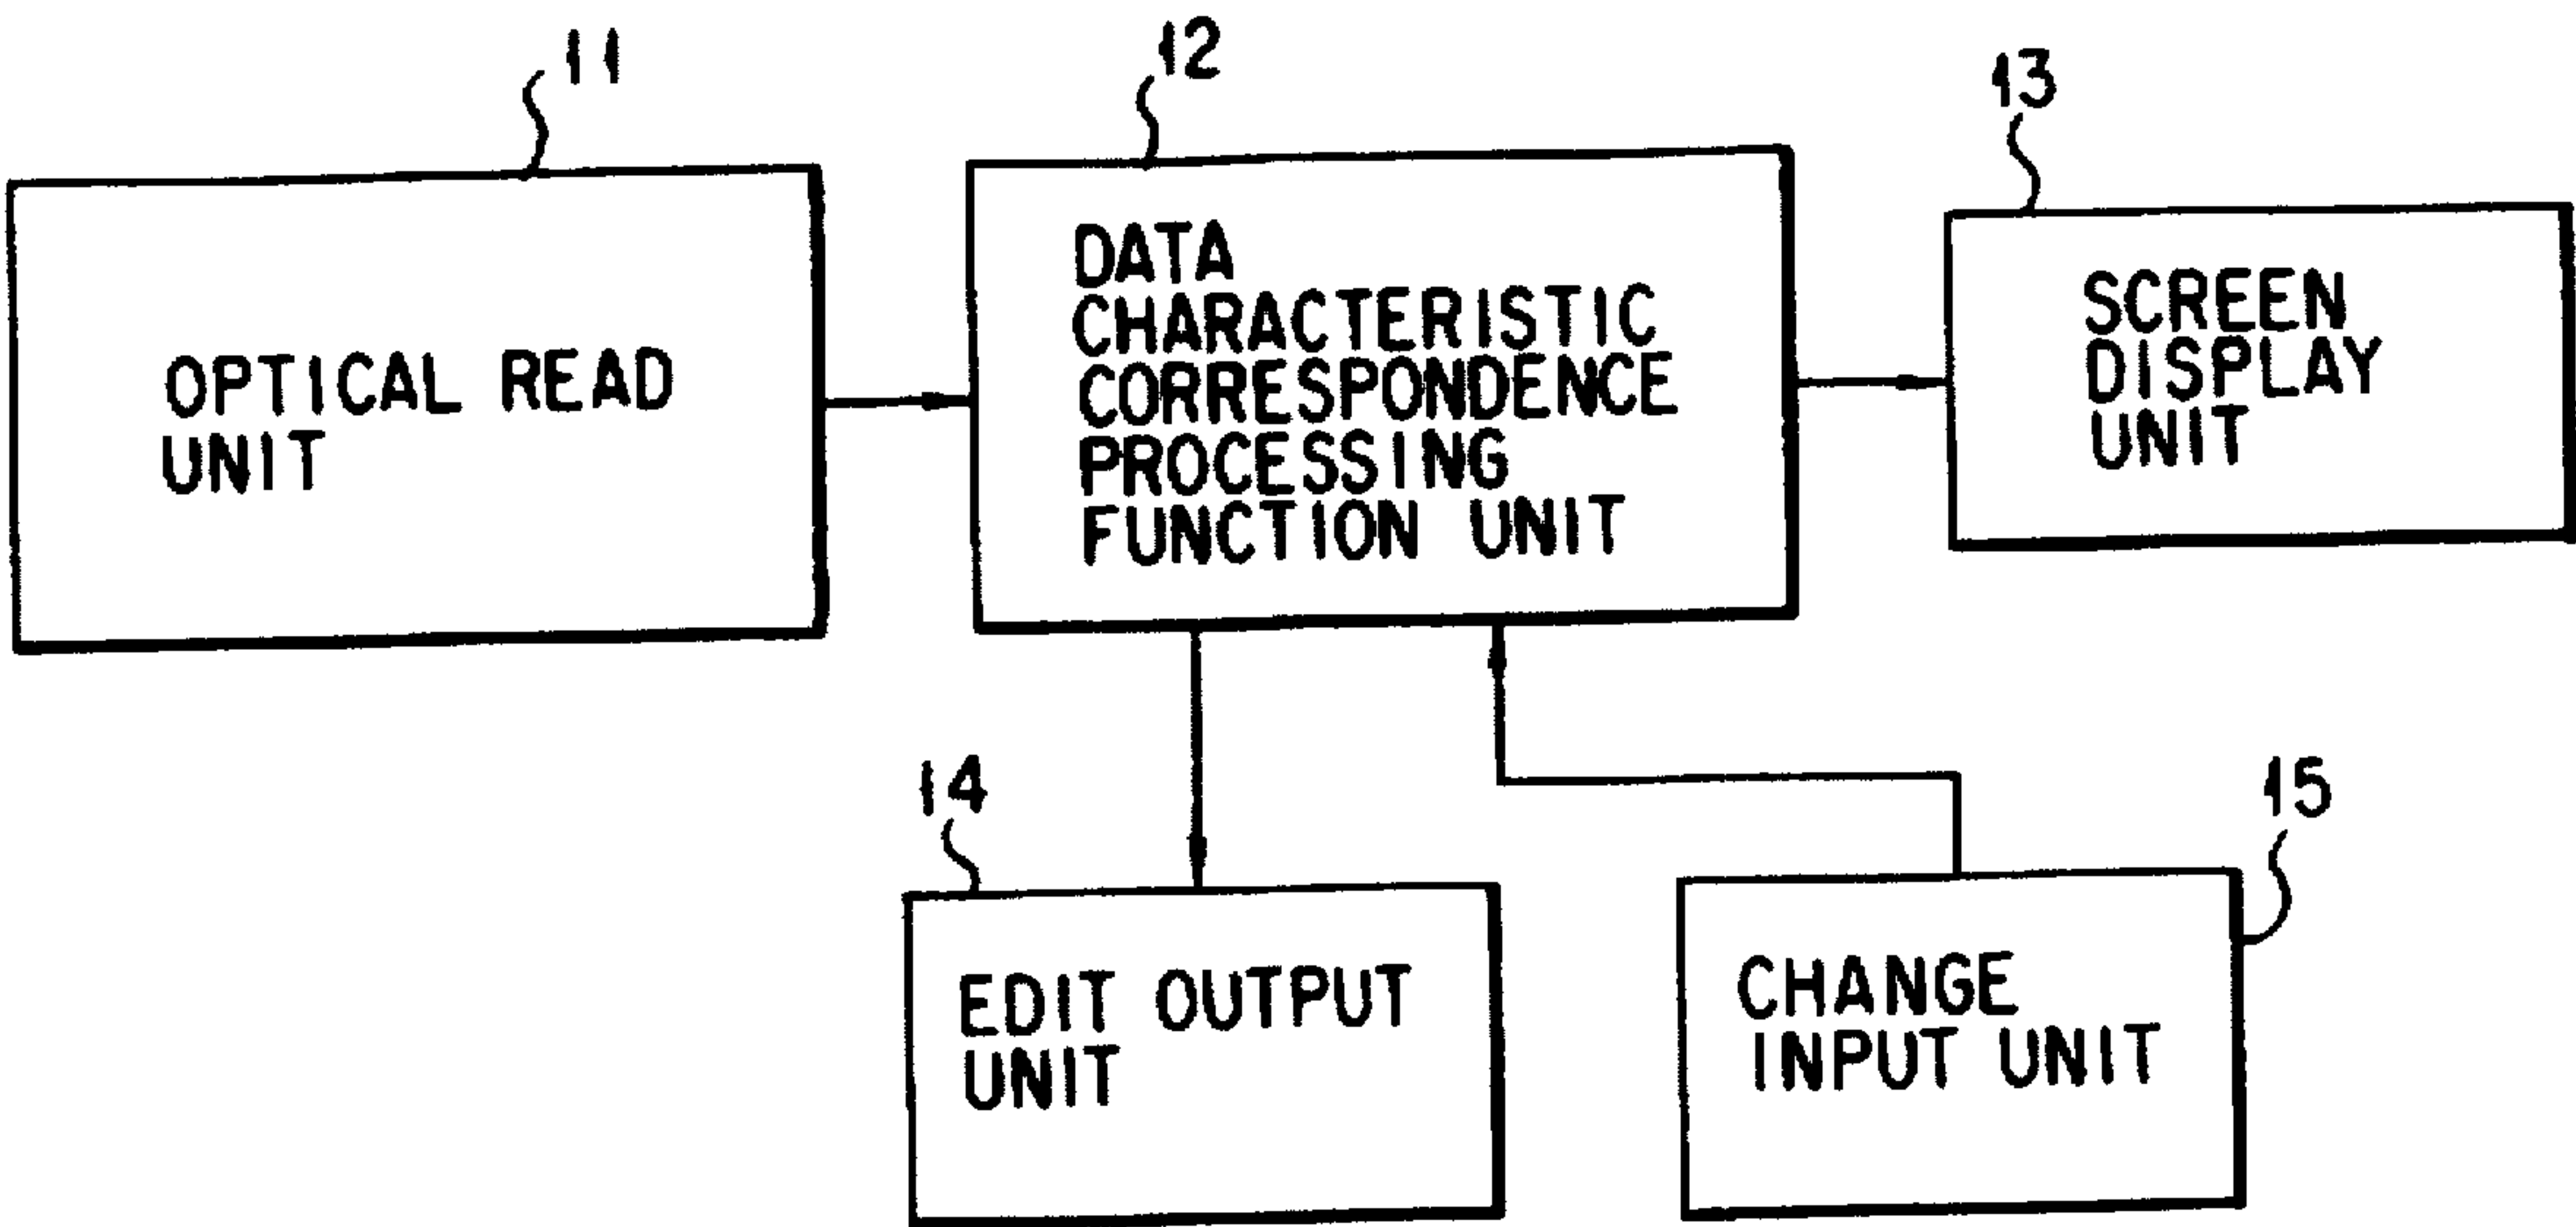 11
12
13
OPTICAL READ
UNIT
DATA
CHARACTERISTIC
CORRESPONDENCE
PROCESSING
FUNCTION UNIT
SCREEN
DISPLAY
UNIT
14
15
EDIT OUTPUT
UNIT
CHANGE
INPUT UNIT